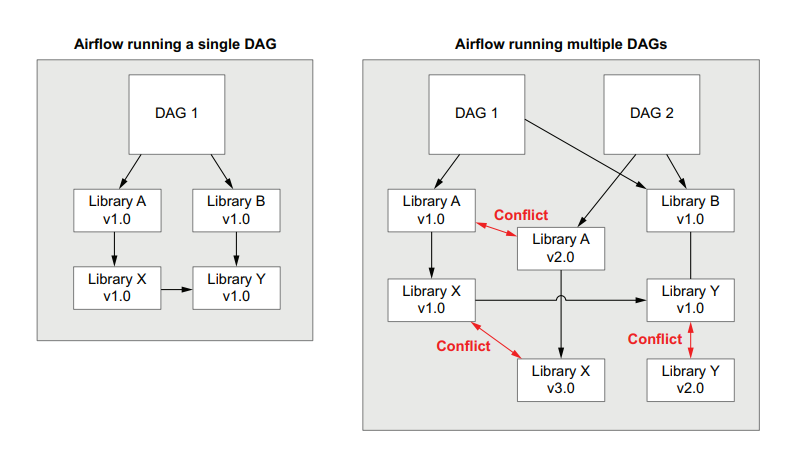 Airflow running a single DAG
DAG 1
Library A
v1.0
Library B
v1.0
Library X
v1.0
Library Y
v1.0
Airflow running multiple DAGs
DAG 1
DAG 2
Library A
v1.0
Conflict
Library B
v1.0
Library A
v2.0
Library X
v1.0
Library Y
v1.0
Conflict
Conflict
Library X
v3.0
Library Y
v2.0